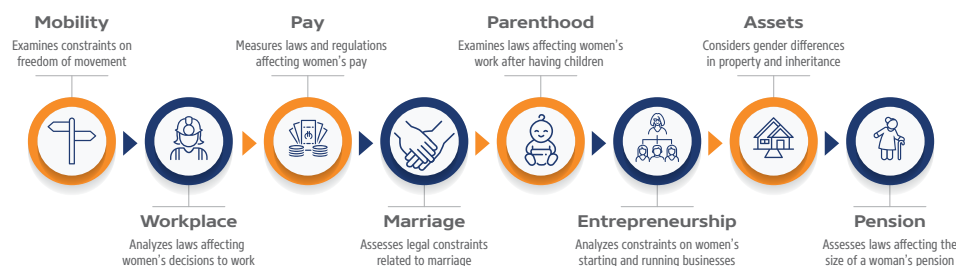 Mobility
Examines constraints on
freedom of movement
Pay
Measures laws and regulations
affecting women's pay
Parenthood
Examines laws affecting women's
work after having children
Assets
Considers gender differences
in property and inheritance
Workplace
Analyzes laws affecting
women's decisions to work
Marriage
Assesses legal constraints
related to marriage
Entrepreneurship
Analyzes constraints on women's
starting and running businesses
Pension
Assesses laws affecting the
size of a woman's pension